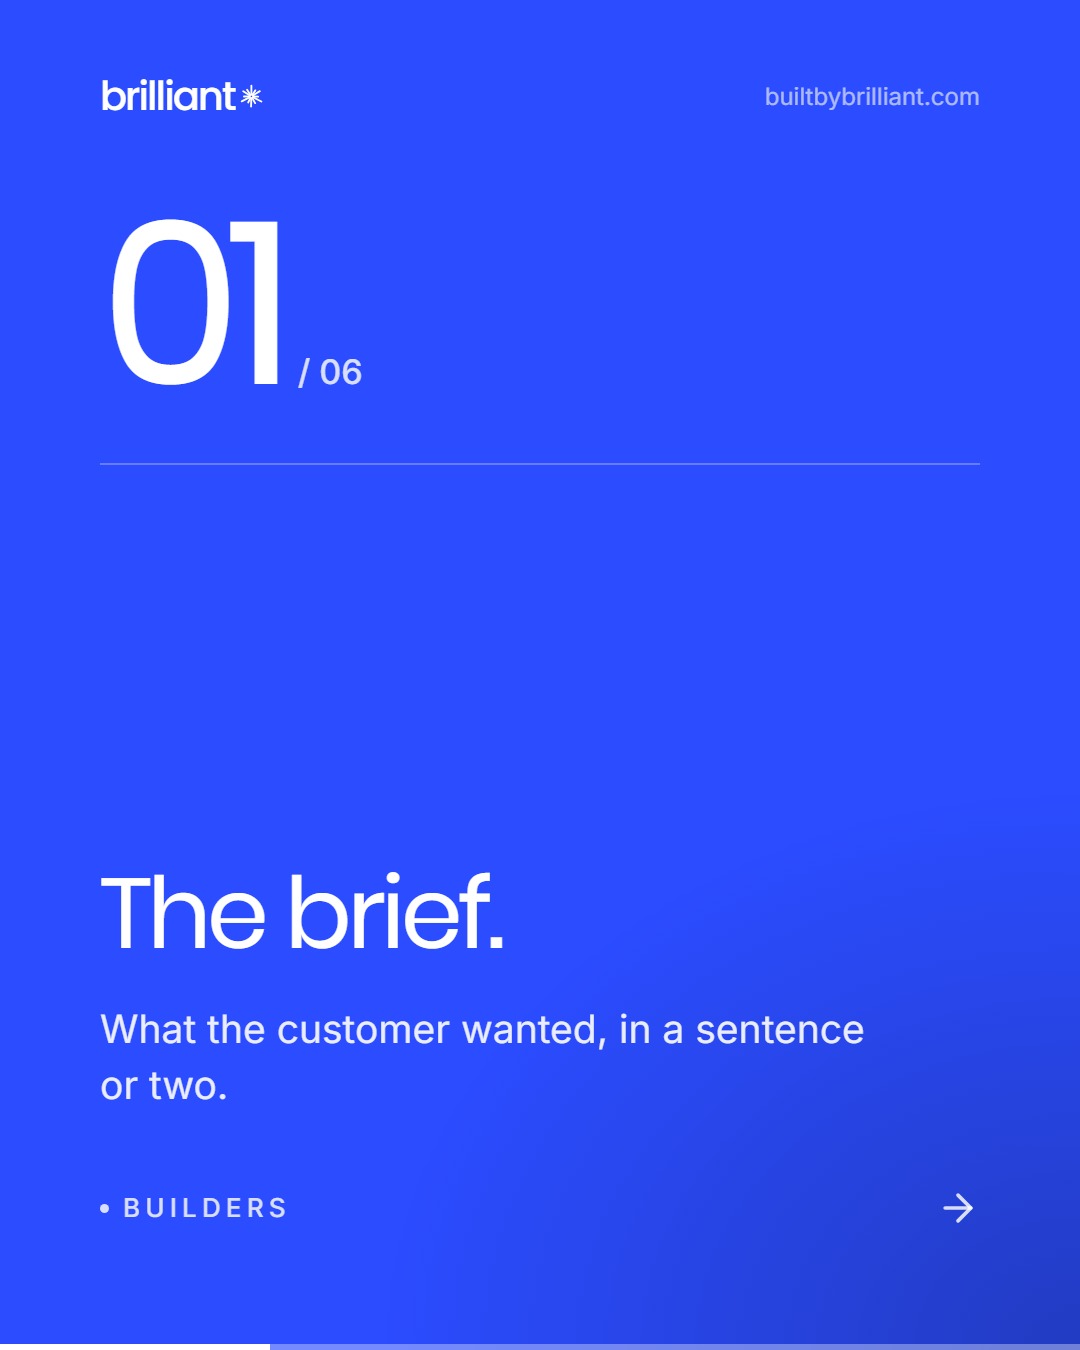 brilliant
builtbybrilliant.com
01 / 06
The brief.
What the customer wanted, in a sentence
or two.
• BUILDERS